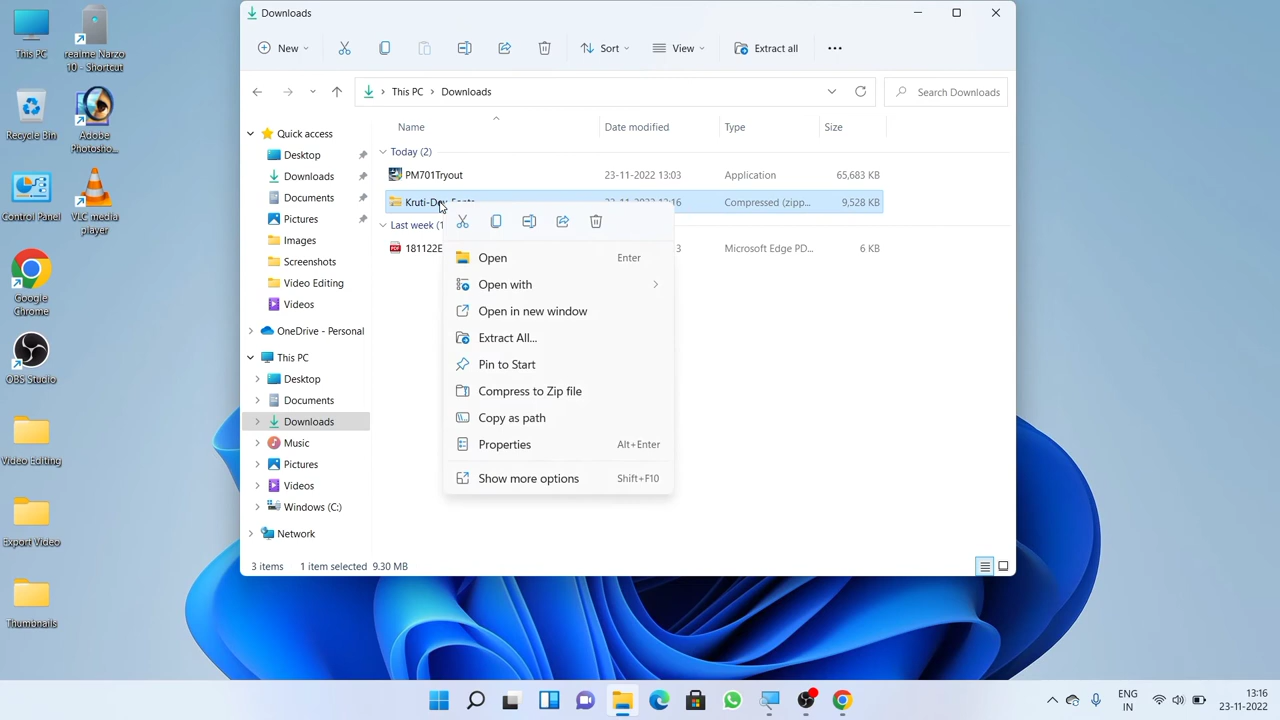 Downloads
New
Sort
View
Extract all
This PC
Downloads
Search Downloads
Name
Date modified
Type
Size
Today (2)
PM701Tryout
23-11-2022 13:03
Application
65,683 KB
Compressed (zipp...
9,528 KB
Last week (1
181122E
3
Microsoft Edge PD...
6 KB
Open
Enter
Open with
Open in new window
Extract All...
Pin to Start
Compress to Zip file
Copy as path
Properties
Alt+Enter
Show more options
Shift+F10
Quick access
Desktop
Downloads
Documents
Pictures
Images
Screenshots
Video Editing
Videos
OneDrive - Personal
This PC
Desktop
Documents
Downloads
Music
Pictures
Videos
Windows (C:)
Network
3 items
1 item selected
9.30 MB
This PC
realme Narzo
10 - Shortcut
Recycle Bin
Adobe
Photosho...
Control Panel
VLC media
player
Google
Chrome
OBS Studio
Video Editing
Export Video
Thumbnails
ENG
IN
13:16
23-11-2022